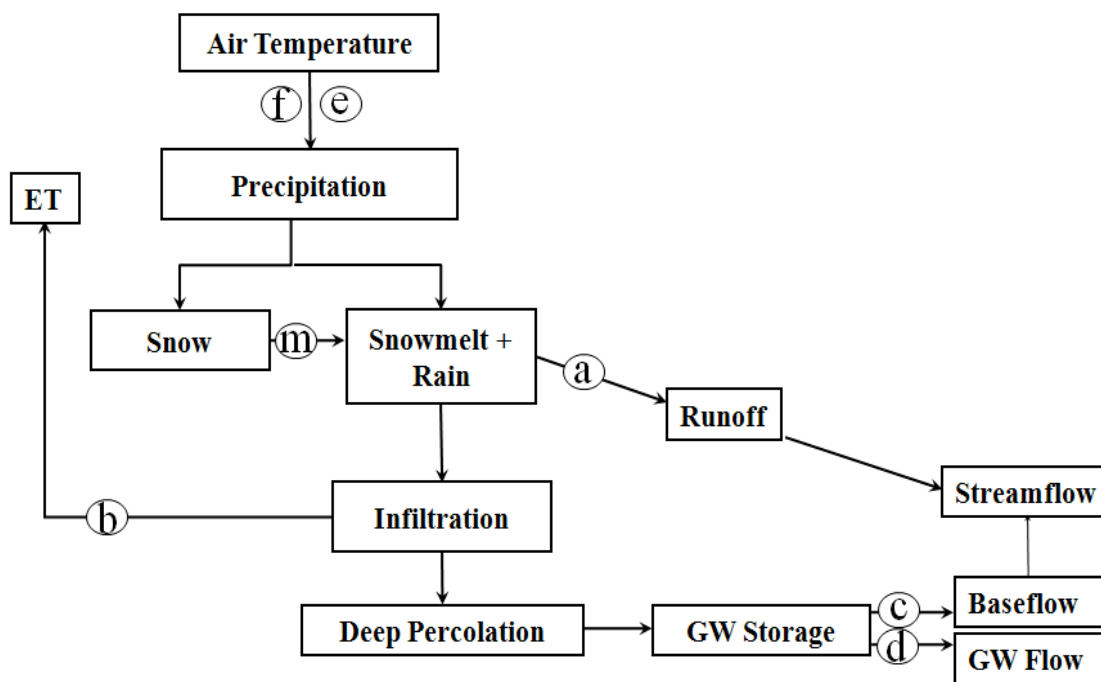 Air Temperature
f e
Precipitation
ET
Snow
m
Snowmelt +
Rain
a
Runoff
Streamflow
b
Infiltration
Deep Percolation
GW Storage
c
d
Baseflow
GW Flow